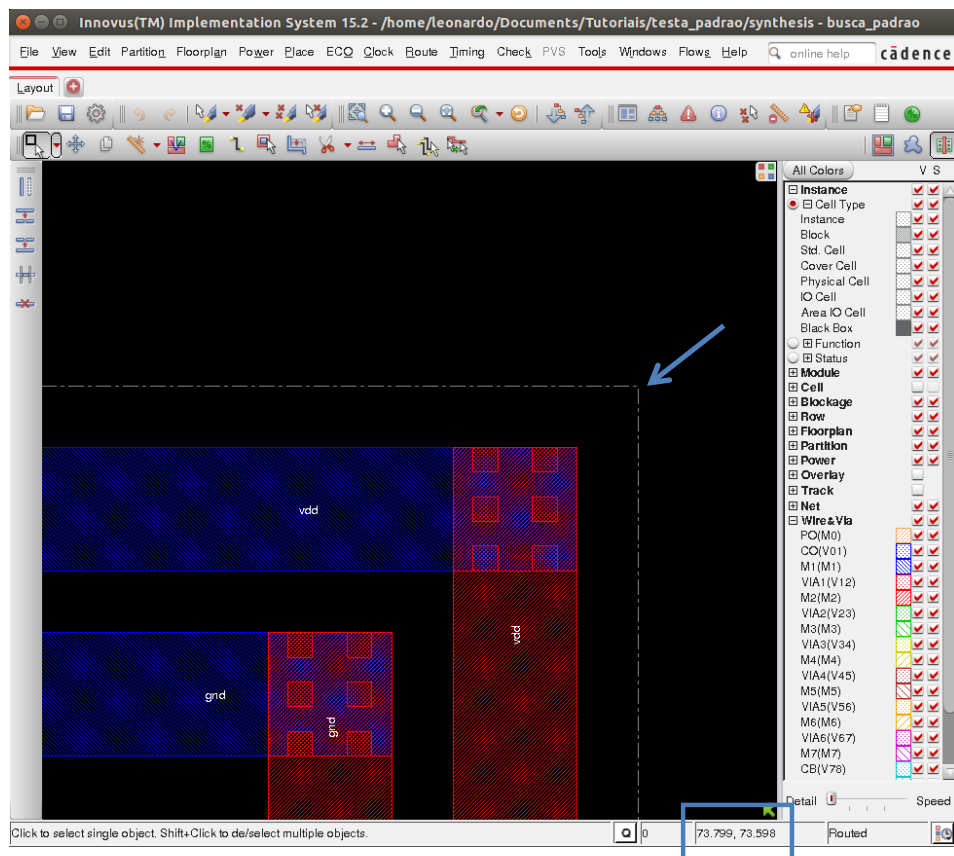 Innovus(TM) Implementation System 15.2 - /home/leonardo/Documents/Tutoriais/testa_padrao/synthesis - busca_padrao
File View Edit Partition Floorplan Power Place ECO Clock Route Timing Check PVS Tools Windows Flows Help online help cādence
Layout
All Colors V S
Instance
Cell Type
Instance
Block
Std. Cell
Cover Cell
Physical Cell
IO Cell
Area IO Cell
Black Box
Function
Status
Module
Cell
Blockage
Row
Floorplan
Partition
Power
Overlay
Track
Net
Wire&Via
PO(M0)
CO(V01)
M1(M1)
VIA1(V12)
M2(M2)
VIA2(V23)
M3(M3)
VIA3(V34)
M4(M4)
VIA4(V45)
M5(M5)
VIA5(V56)
M6(M6)
VIA6(V67)
M7(M7)
CB(V78)
vdd
vdd
gnd
gnd
Detail Speed
Click to select single object. Shift+Click to de/select multiple objects. Q 0 73.799, 73.598 Routed